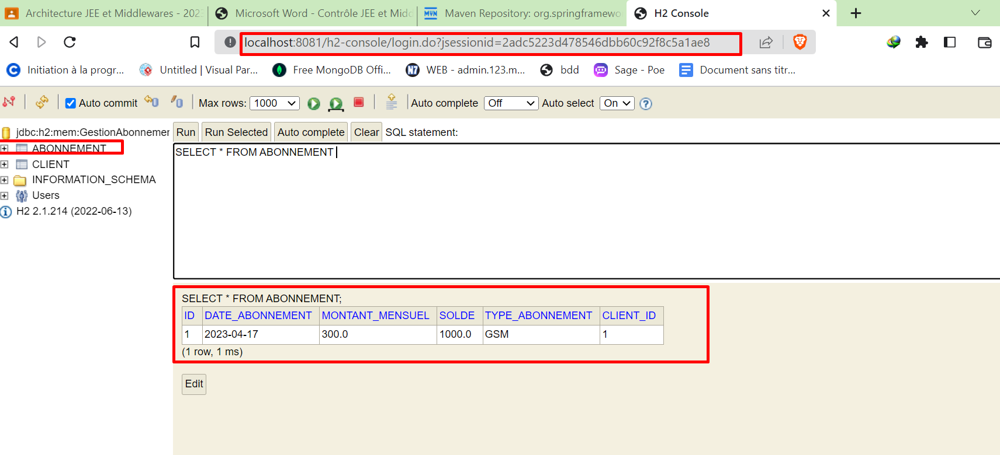 Architecture JEE et Middlewares - 202
Microsoft Word - Contrôle JEE et Midd
Maven Repository: org.springframewo
H2 Console
localhost:8081/h2-console/login.do?jsessionid=2adc5223d478546dbb60c92f8c5a1ae8
Initiation à la progr...
Untitled | Visual Par...
Free MongoDB Offi...
WEB - admin.123.m...
bdd
Sage - Poe
Document sans titr...
Auto commit
Max rows: 1000
Auto complete Off
Auto select On
jdbc:h2:mem:GestionAbonnemer
ABONNEMENT
CLIENT
INFORMATION_SCHEMA
Users
H2 2.1.214 (2022-06-13)
Run Run Selected Auto complete Clear SQL statement:
SELECT * FROM ABONNEMENT
SELECT * FROM ABONNEMENT;
ID DATE_ABONNEMENT MONTANT_MENSUEL SOLDE TYPE_ABONNEMENT CLIENT_ID
1 2023-04-17 300.0 1000.0 GSM 1
(1 row, 1 ms)
Edit